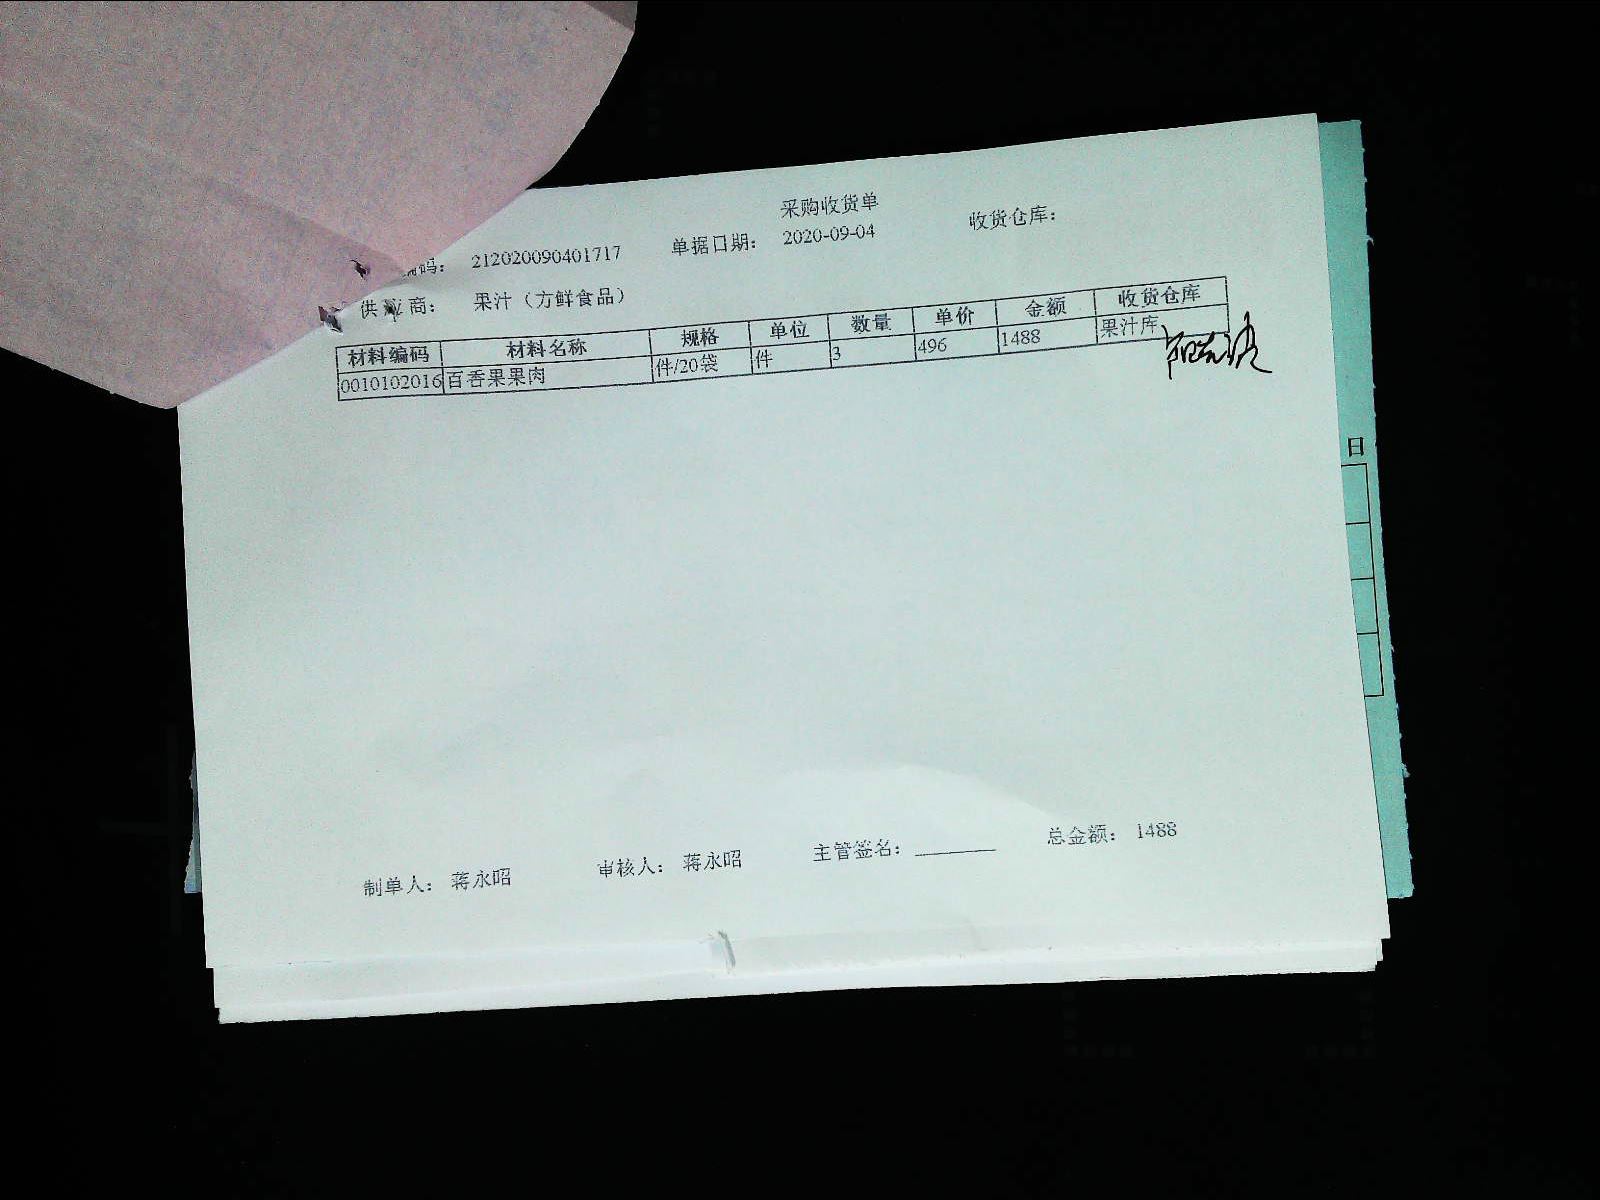 采购收货单
编码： 212020090401717 单据日期： 2020-09-04 收货仓库：
供应商： 果汁（方鲜食品）
材料编码 材料名称 规格 单位 数量 单价 金额 收货仓库
0010102016 百香果果肉 件/20袋 件 3 496 1488 果汁库
日
制单人： 蒋永昭 审核人： 蒋永昭 主管签名： 总金额： 1488